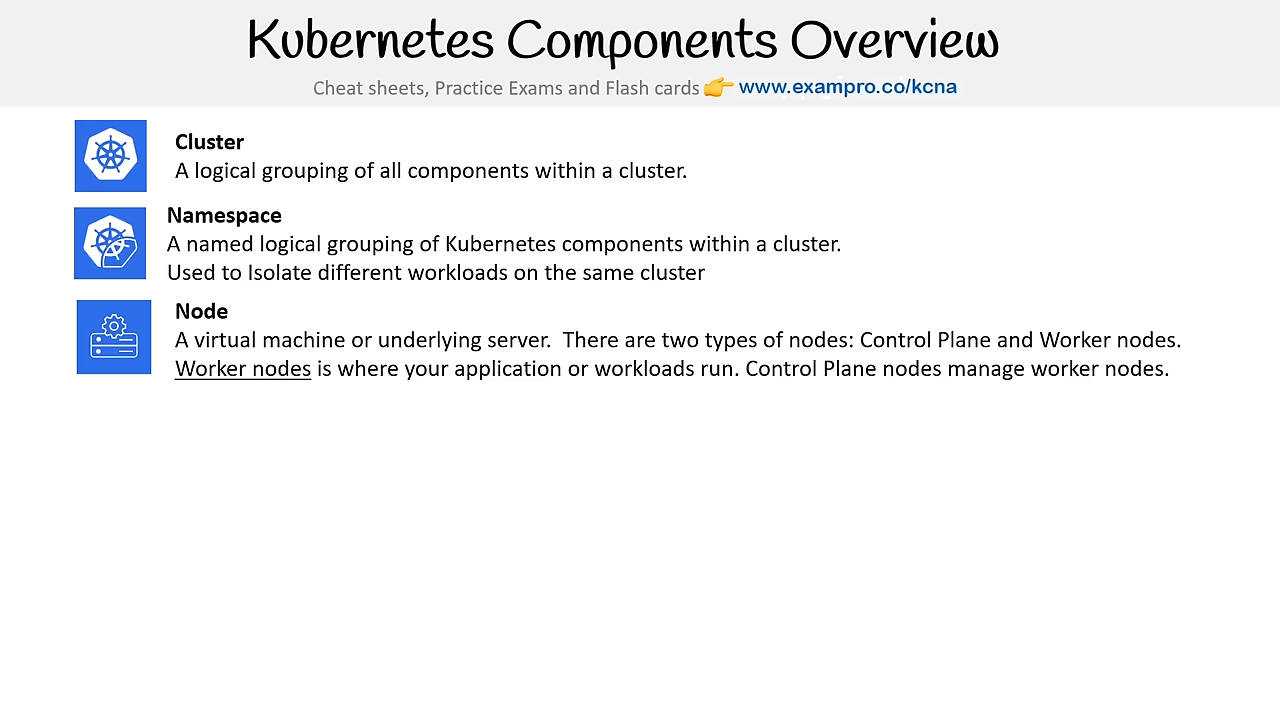 Kubernetes Components Overview
Cheat sheets, Practice Exams and Flash cards 👉 www.exampro.co/kcna
Cluster
A logical grouping of all components within a cluster.
Namespace
A named logical grouping of Kubernetes components within a cluster.
Used to Isolate different workloads on the same cluster
Node
A virtual machine or underlying server.  There are two types of nodes: Control Plane and Worker nodes.
Worker nodes is where your application or workloads run. Control Plane nodes manage worker nodes.